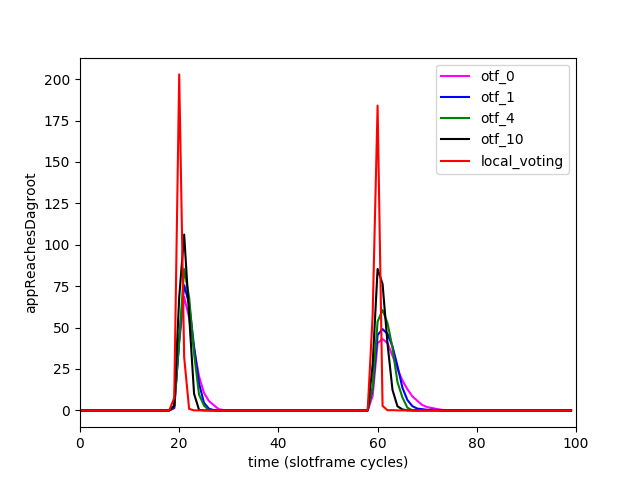 appReachesDagroot
200
175
150
125
100
75
50
25
0
0 20 40 60 80 100
time (slotframe cycles)
otf_0
otf_1
otf_4
otf_10
local_voting